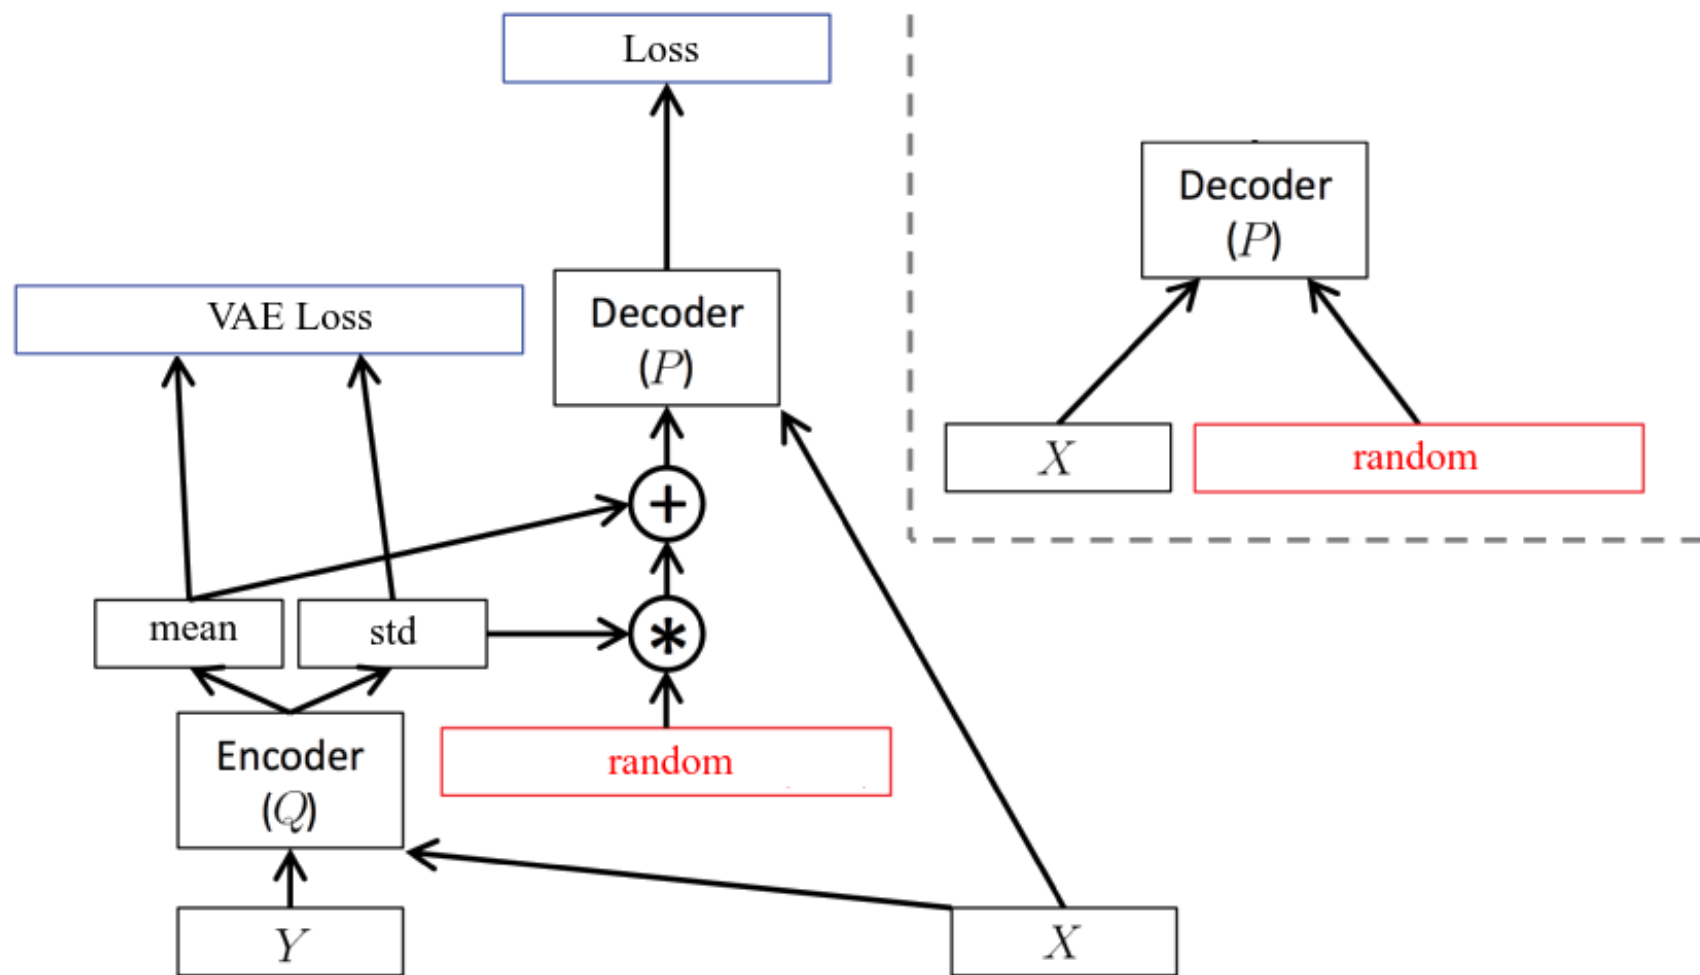 Loss
Decoder
(P)
VAE Loss
Decoder
(P)
X
random
+
mean
std
*
Encoder
(Q)
random
Y
X